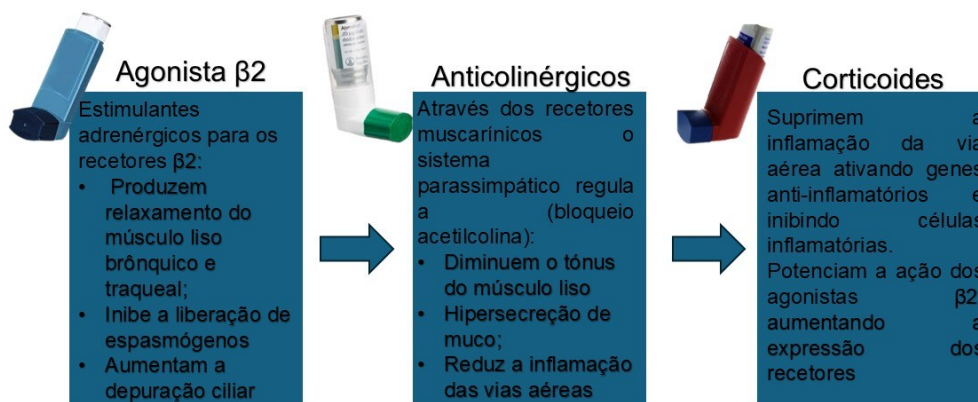 Agonista β2
Estimulantes
adrenérgicos para os
recetores β2:
• Produzem
relaxamento do
músculo liso
brônquico e
traqueal;
• Inibe a liberação de
espasmógenos
• Aumentam a
depuração ciliar
Anticolinérgicos
Através dos recetores
muscarínicos o
sistema
parassimpático regula
a (bloqueio
acetilcolina):
• Diminuem o tónus
do músculo liso
• Hipersecreção de
muco;
• Reduz a inflamação
das vias aéreas
Corticoides
Suprimem a
inflamação da via
aérea ativando genes
anti-inflamatórios e
inibindo células
inflamatórias.
Potenciam a ação dos
agonistas β2
aumentando a
expressão dos
recetores